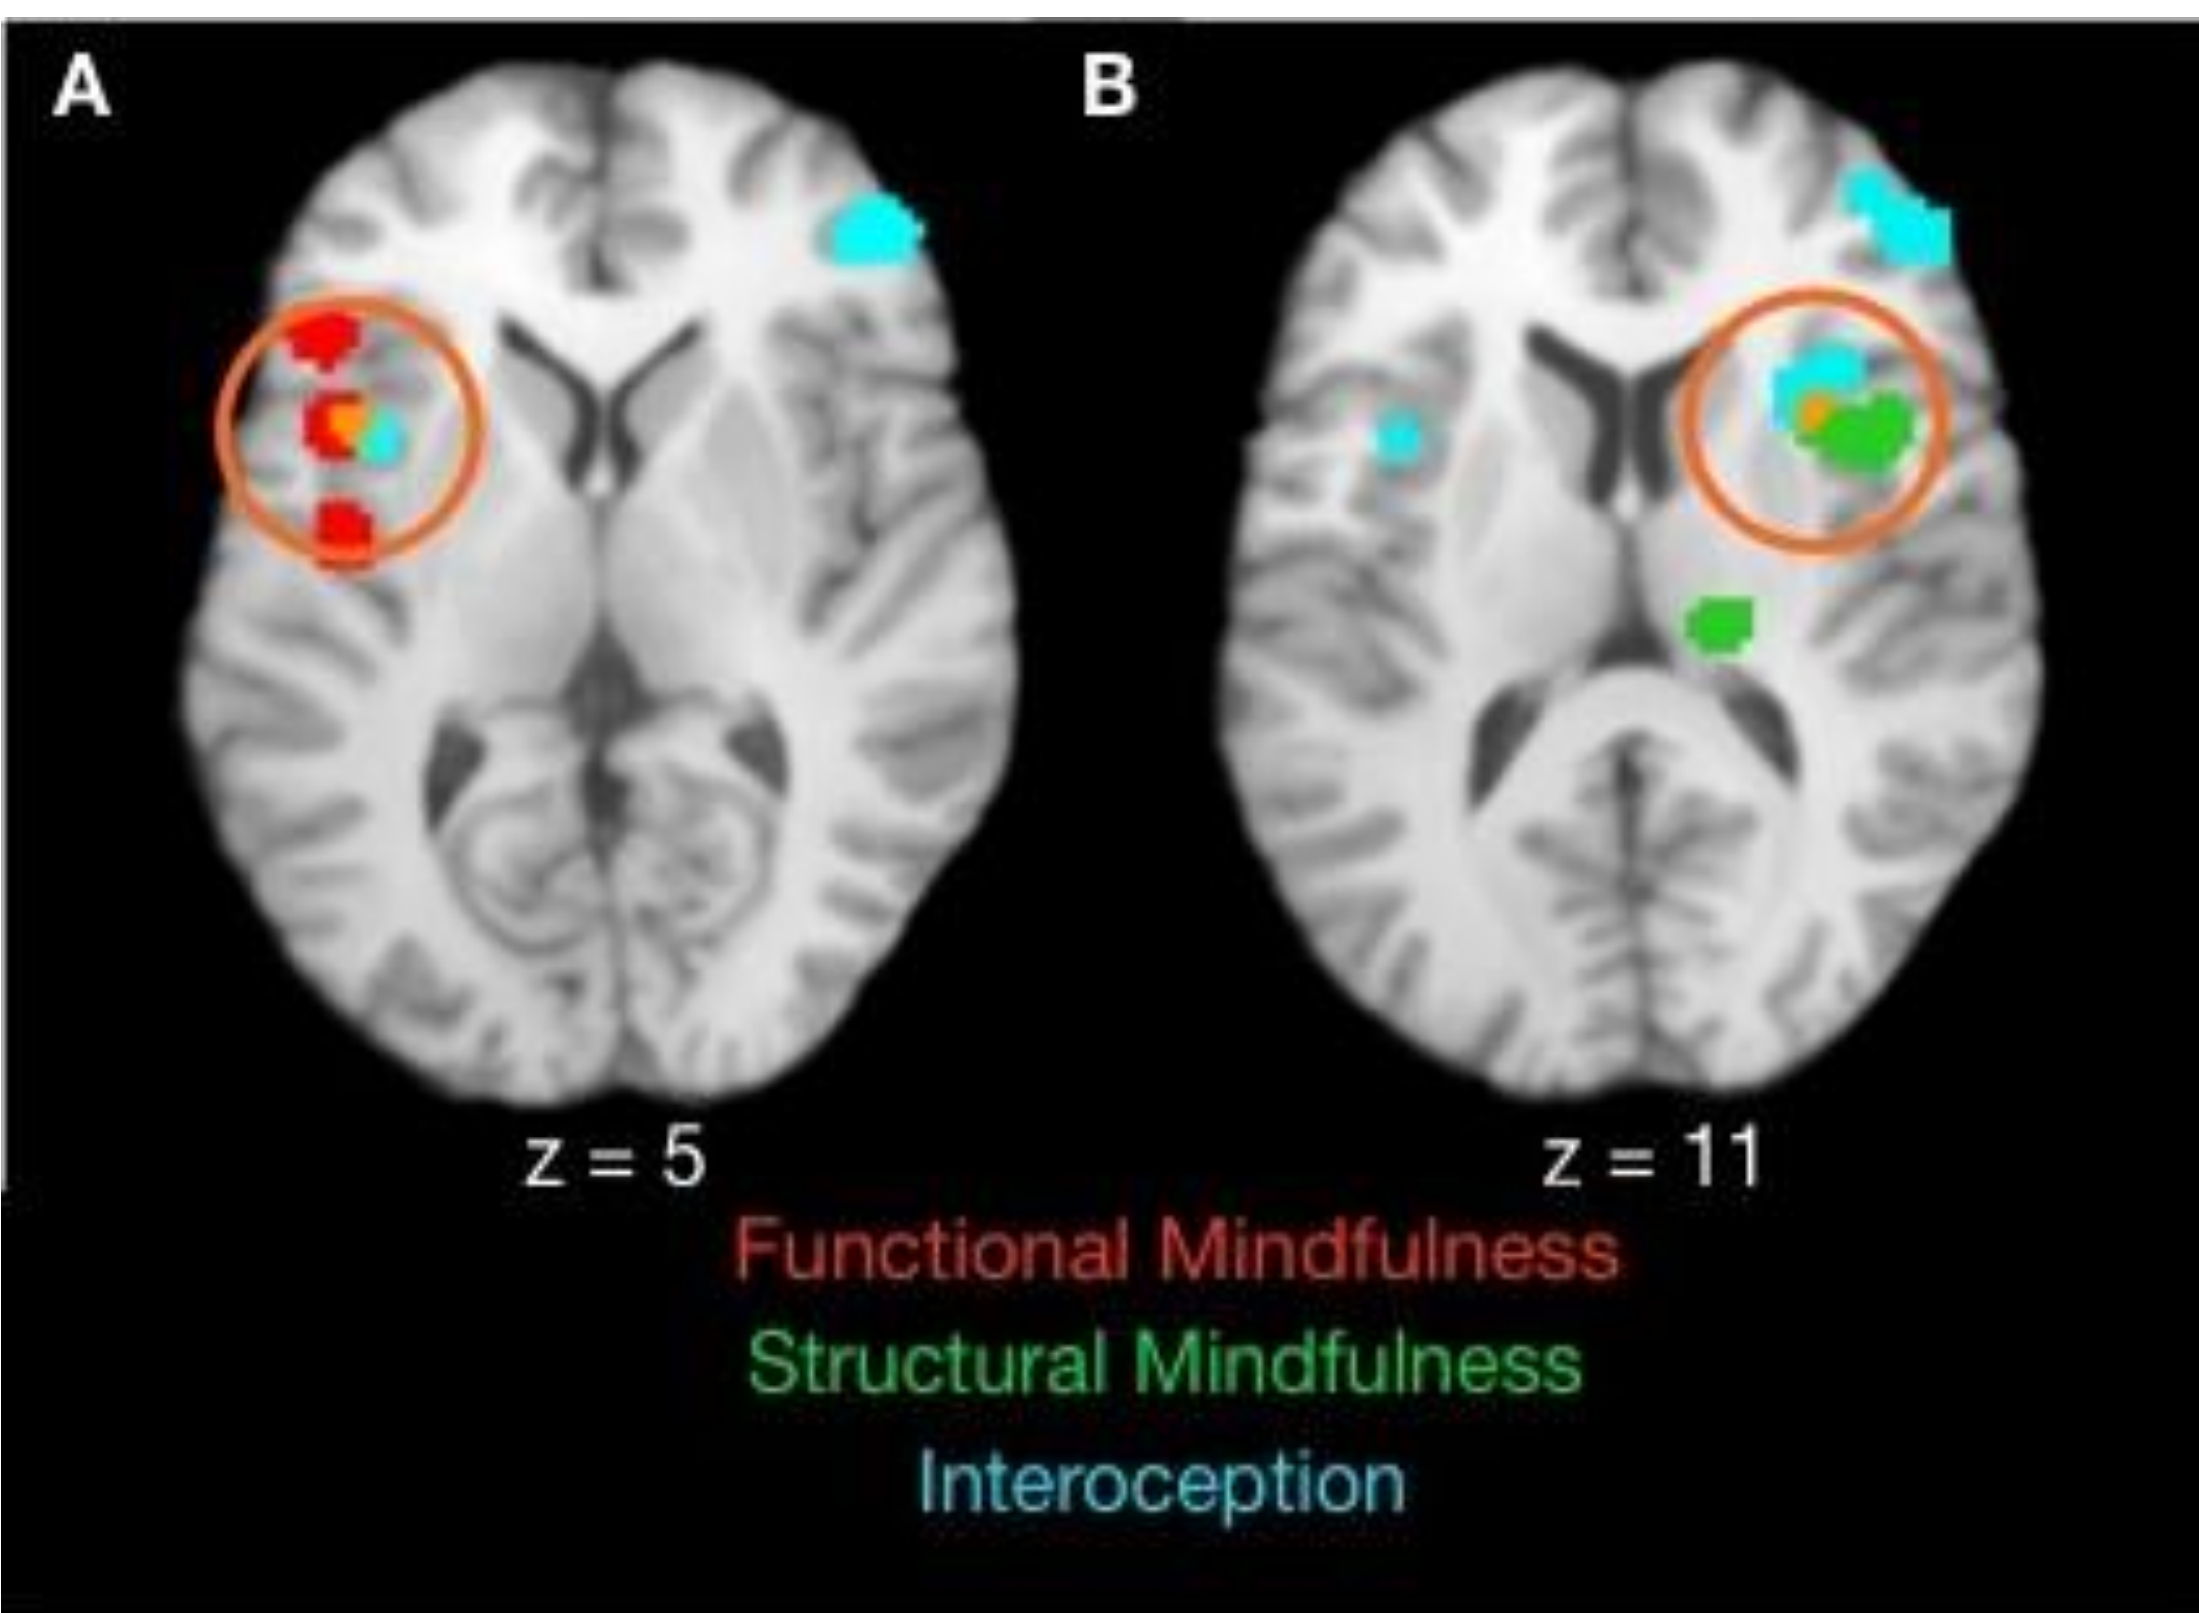 A
B
z = 5
z = 11
Functional Mindfulness
Structural Mindfulness
Interoception